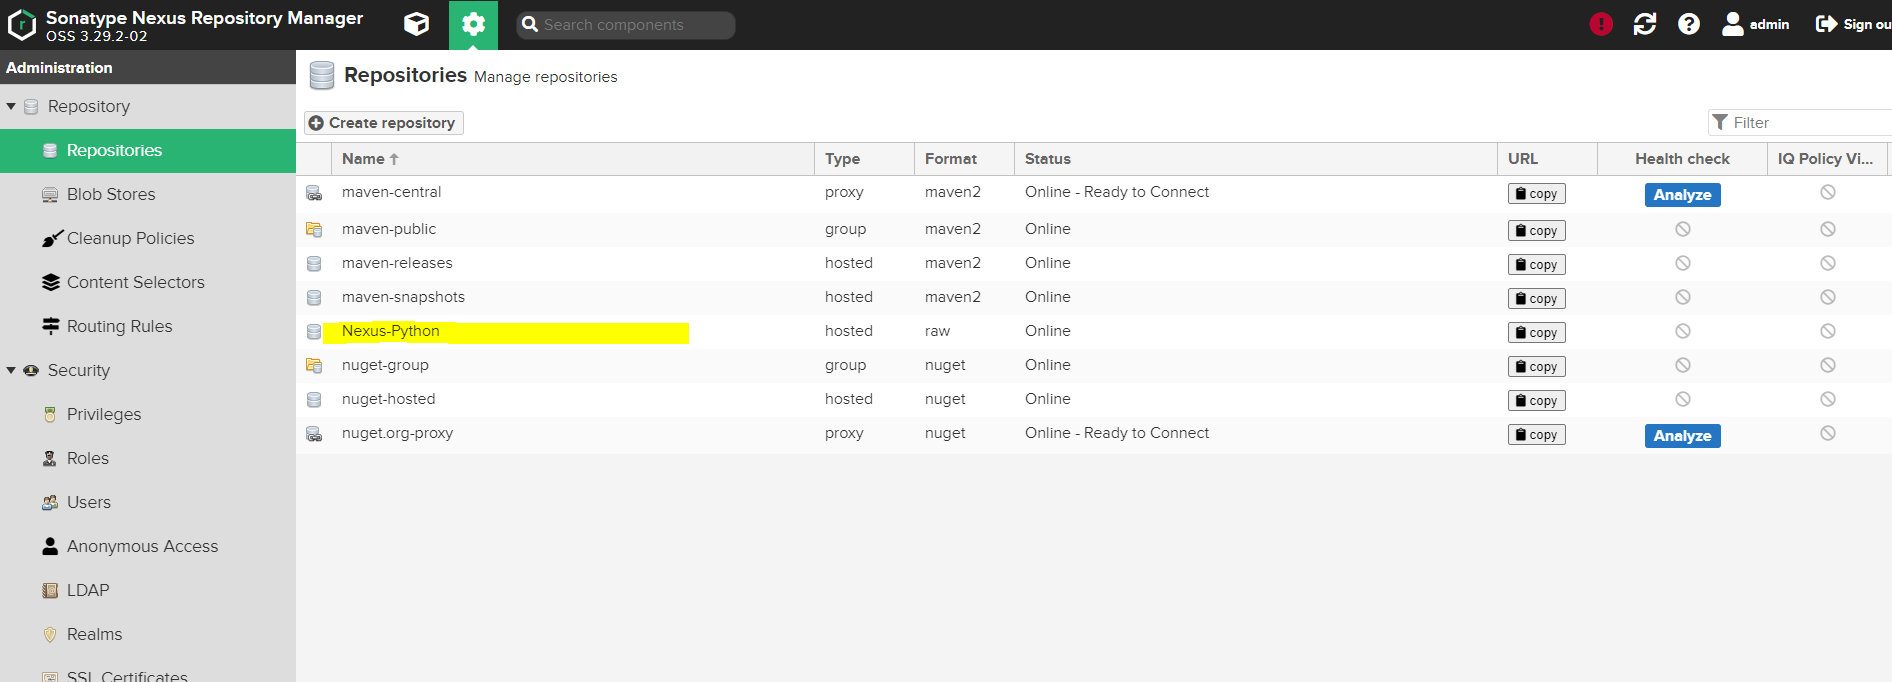 Sonatype Nexus Repository Manager
OSS 3.29.2-02
Search components
admin
Sign ou
Administration
Repositories Manage repositories
Repository
Create repository
Filter
Repositories
Name Type Format Status URL Health check IQ Policy Vi...
maven-central proxy maven2 Online - Ready to Connect copy Analyze
Blob Stores
maven-public group maven2 Online copy
Cleanup Policies
maven-releases hosted maven2 Online copy
Content Selectors
maven-snapshots hosted maven2 Online copy
Routing Rules
Nexus-Python hosted raw Online copy
Security
nuget-group group nuget Online copy
nuget-hosted hosted nuget Online copy
Privileges
nuget.org-proxy proxy nuget Online - Ready to Connect copy Analyze
Roles
Users
Anonymous Access
LDAP
Realms
SSL Certificates